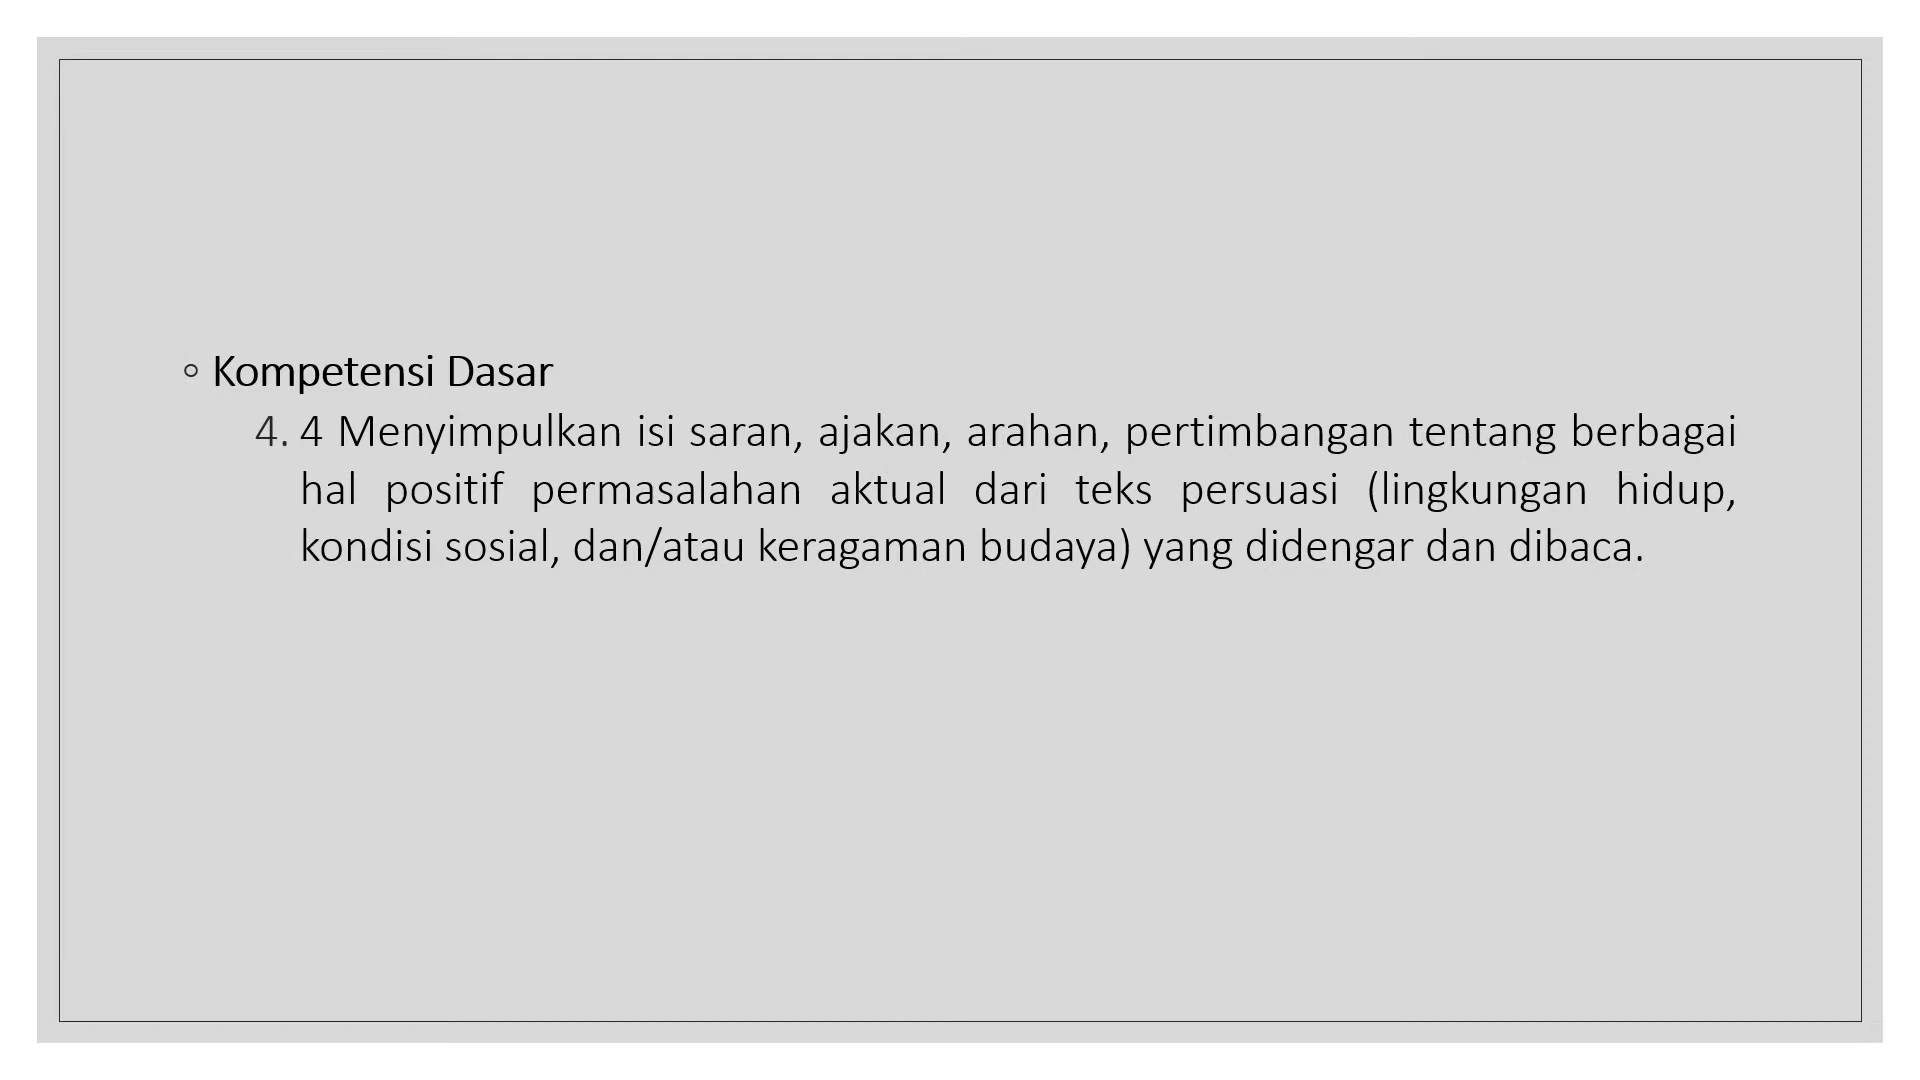 ◦ Kompetensi Dasar
4. 4 Menyimpulkan isi saran, ajakan, arahan, pertimbangan tentang berbagai
hal positif permasalahan aktual dari teks persuasi (lingkungan hidup,
kondisi sosial, dan/atau keragaman budaya) yang didengar dan dibaca.